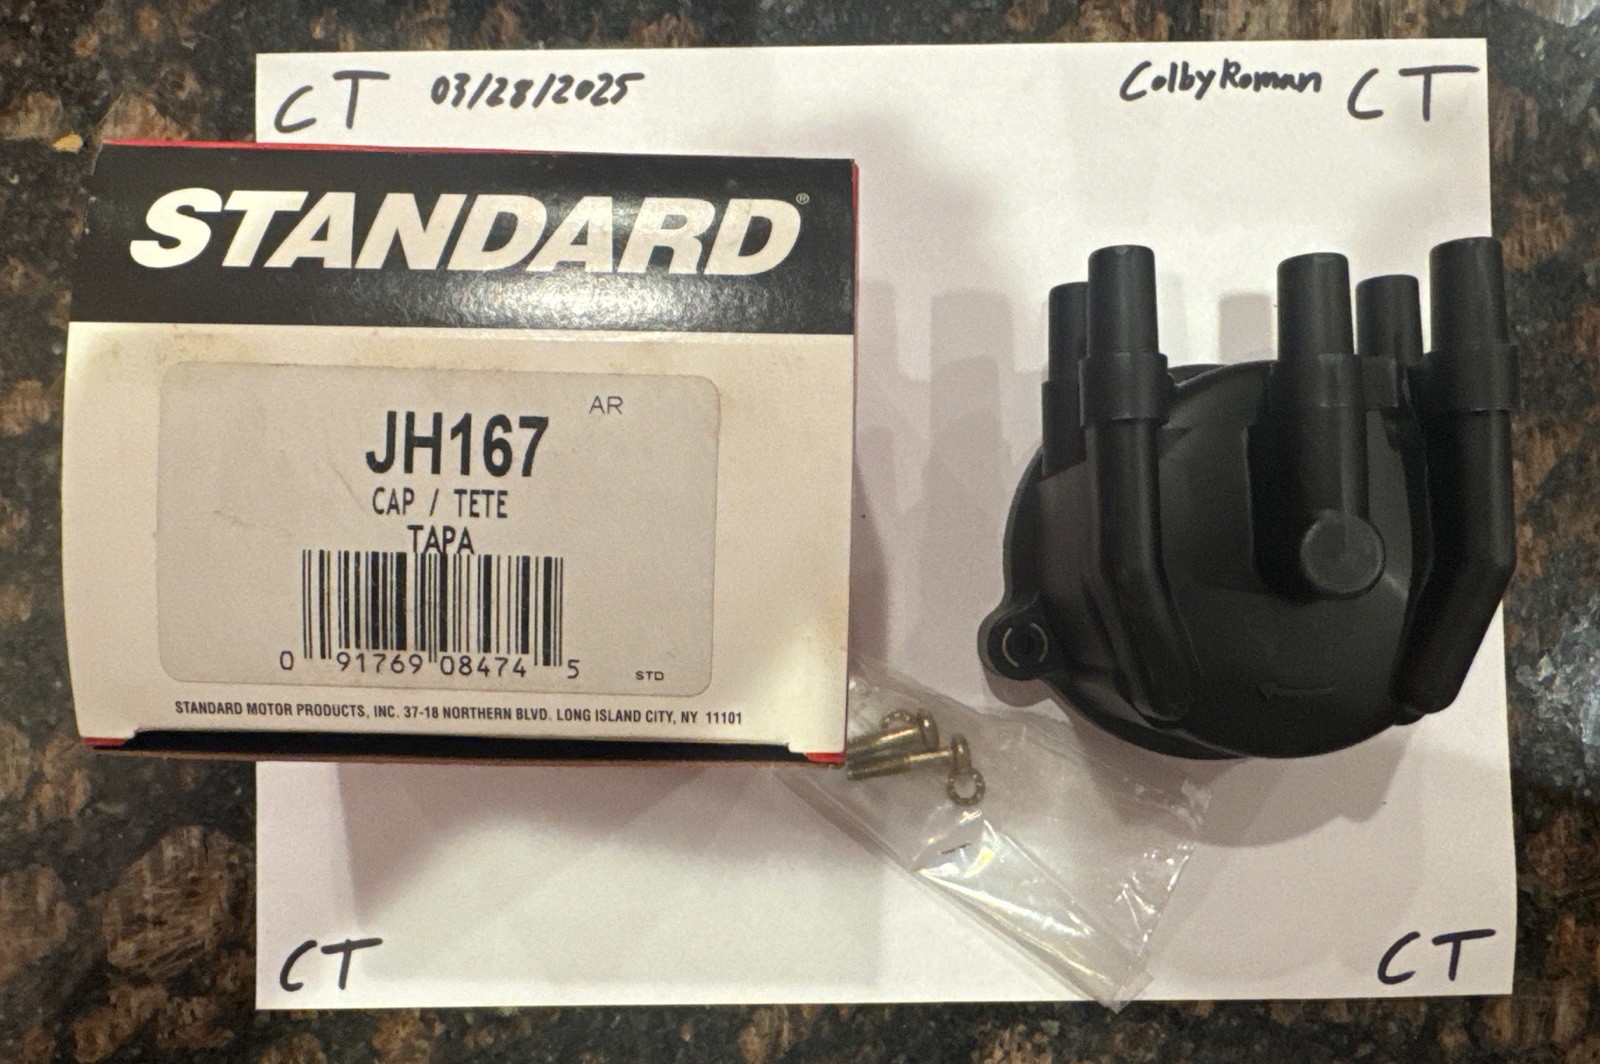 CT 03/28/2025 ColbyRoman CT
STANDARD®
AR
JH167
CAP / TETE
TAPA
0 91769 08474 5
STD
STANDARD MOTOR PRODUCTS, INC. 37-18 NORTHERN BLVD. LONG ISLAND CITY, NY 11101
CT CT